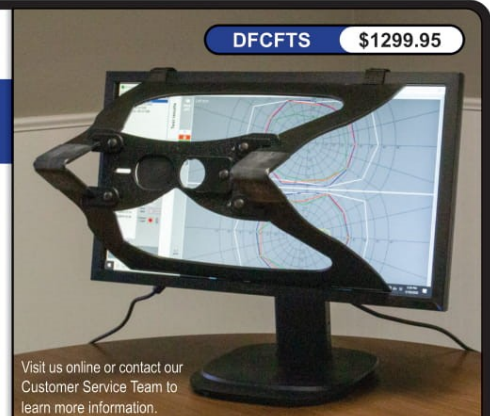 DFCFTS $1299.95
Visit us online or contact our
Customer Service Team to
learn more information.